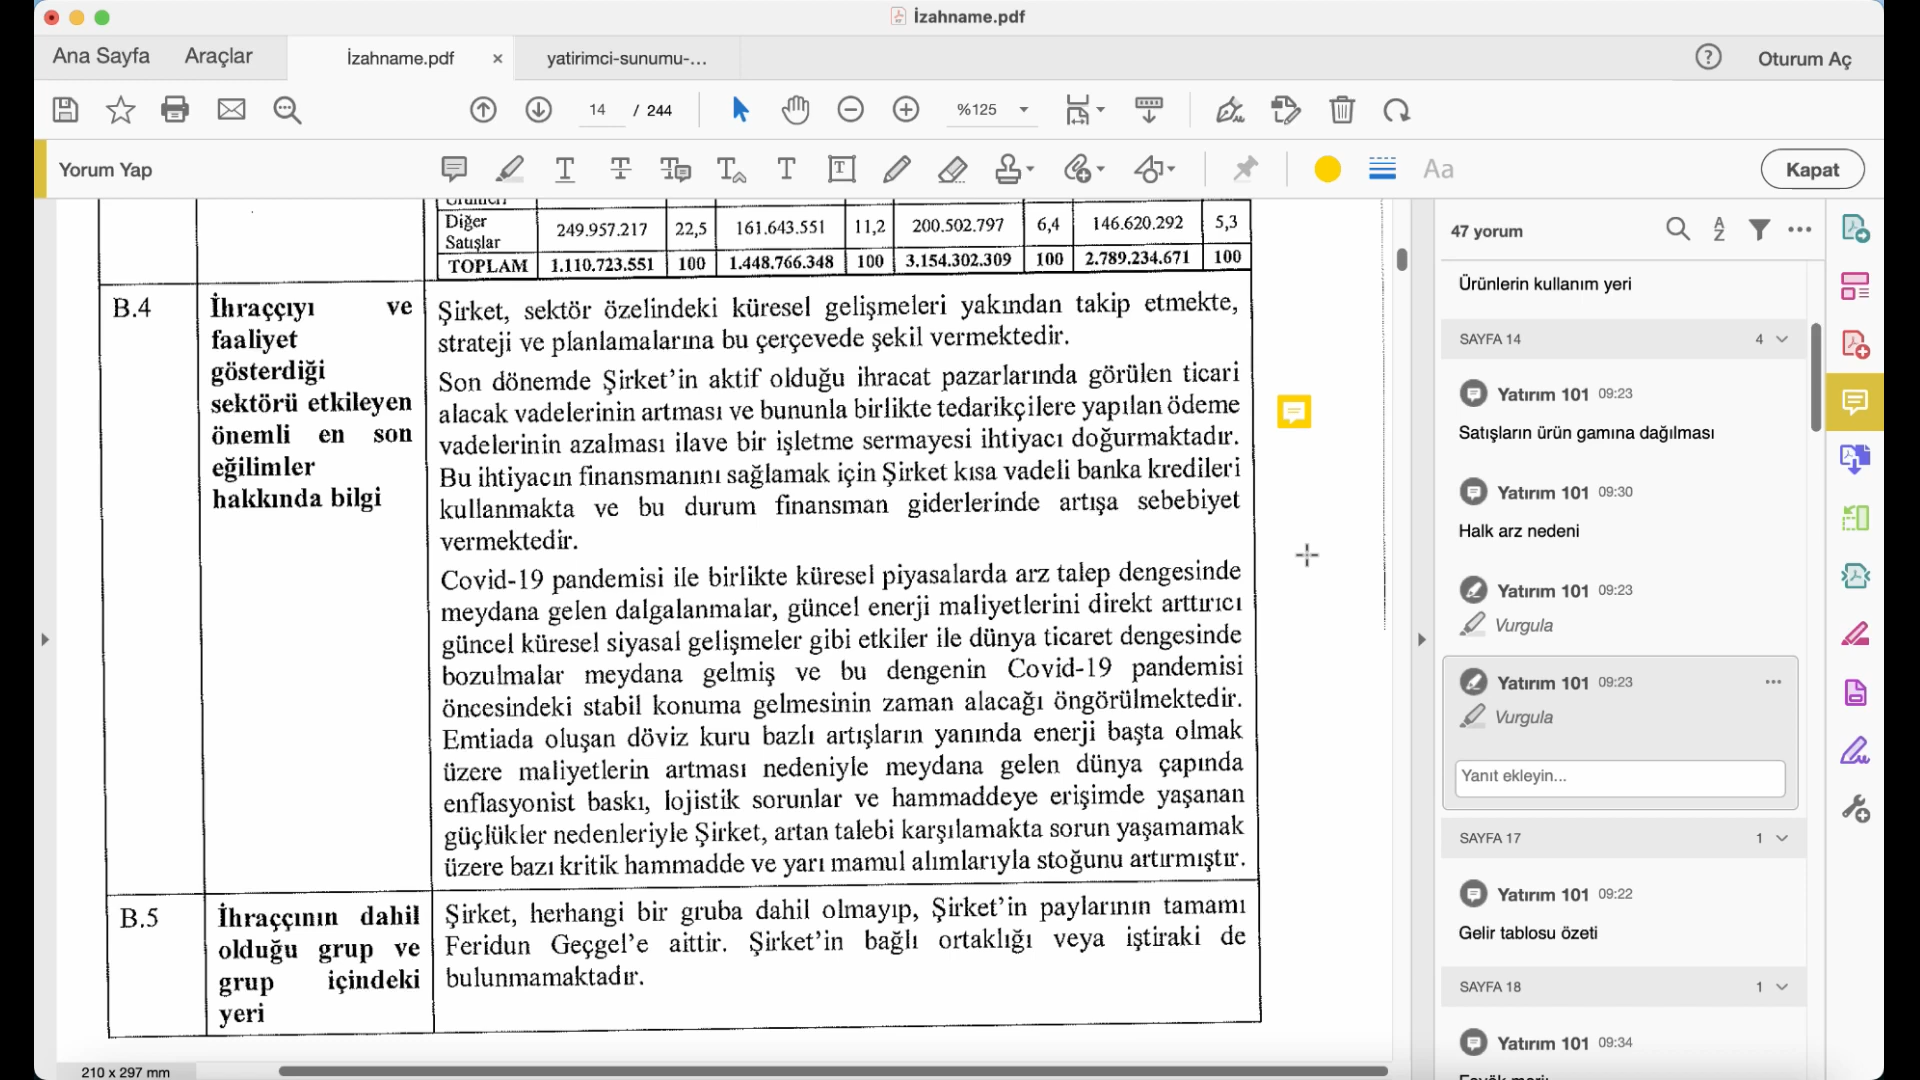 İzahname.pdf
Ana Sayfa
Araçlar
İzahname.pdf
×
yatirimci-sunumu-...
Oturum Aç
14 / 244
%125
Yorum Yap
Aa
Kapat
Diğer Satışlar 249.957.217 22,5 161.643.551 11,2 200.502.797 6,4 146.620.292 5,3
TOPLAM 1.110.723.551 100 1.448.766.348 100 3.154.302.309 100 2.789.234.671 100
B.4
İhraççıyı ve
faaliyet
gösterdiği
sektörü etkileyen
önemli en son
eğilimler
hakkında bilgi
Şirket, sektör özelindeki küresel gelişmeleri yakından takip etmekte,
strateji ve planlamalarına bu çerçevede şekil vermektedir.
Son dönemde Şirket'in aktif olduğu ihracat pazarlarında görülen ticari
alacak vadelerinin artması ve bununla birlikte tedarikçilere yapılan ödeme
vadelerinin azalması ilave bir işletme sermayesi ihtiyacı doğurmaktadır.
Bu ihtiyacın finansmanını sağlamak için Şirket kısa vadeli banka kredileri
kullanmakta ve bu durum finansman giderlerinde artışa sebebiyet
vermektedir.
Covid-19 pandemisi ile birlikte küresel piyasalarda arz talep dengesinde
meydana gelen dalgalanmalar, güncel enerji maliyetlerini direkt arttırıcı
güncel küresel siyasal gelişmeler gibi etkiler ile dünya ticaret dengesinde
bozulmalar meydana gelmiş ve bu dengenin Covid-19 pandemisi
öncesindeki stabil konuma gelmesinin zaman alacağı öngörülmektedir.
Emtiada oluşan döviz kuru bazlı artışların yanında enerji başta olmak
üzere maliyetlerin artması nedeniyle meydana gelen dünya çapında
enflasyonist baskı, lojistik sorunlar ve hammaddeye erişimde yaşanan
güçlükler nedenleriyle Şirket, artan talebi karşılamakta sorun yaşamamak
üzere bazı kritik hammadde ve yarı mamul alımlarıyla stoğunu artırmıştır.
B.5
İhraççının dahil
olduğu grup ve
grup içindeki
yeri
Şirket, herhangi bir gruba dahil olmayıp, Şirket'in paylarının tamamı
Feridun Geçgel'e aittir. Şirket'in bağlı ortaklığı veya iştiraki de
bulunmamaktadır.
210 x 297 mm
47 yorum
Ürünlerin kullanım yeri
SAYFA 14 4
Yatırım 101 09:23
Satışların ürün gamına dağılması
Yatırım 101 09:30
Halk arz nedeni
Yatırım 101 09:23
Vurgula
Yatırım 101 09:23
Vurgula
Yanıt ekleyin...
SAYFA 17 1
Yatırım 101 09:22
Gelir tablosu özeti
SAYFA 18 1
Yatırım 101 09:34